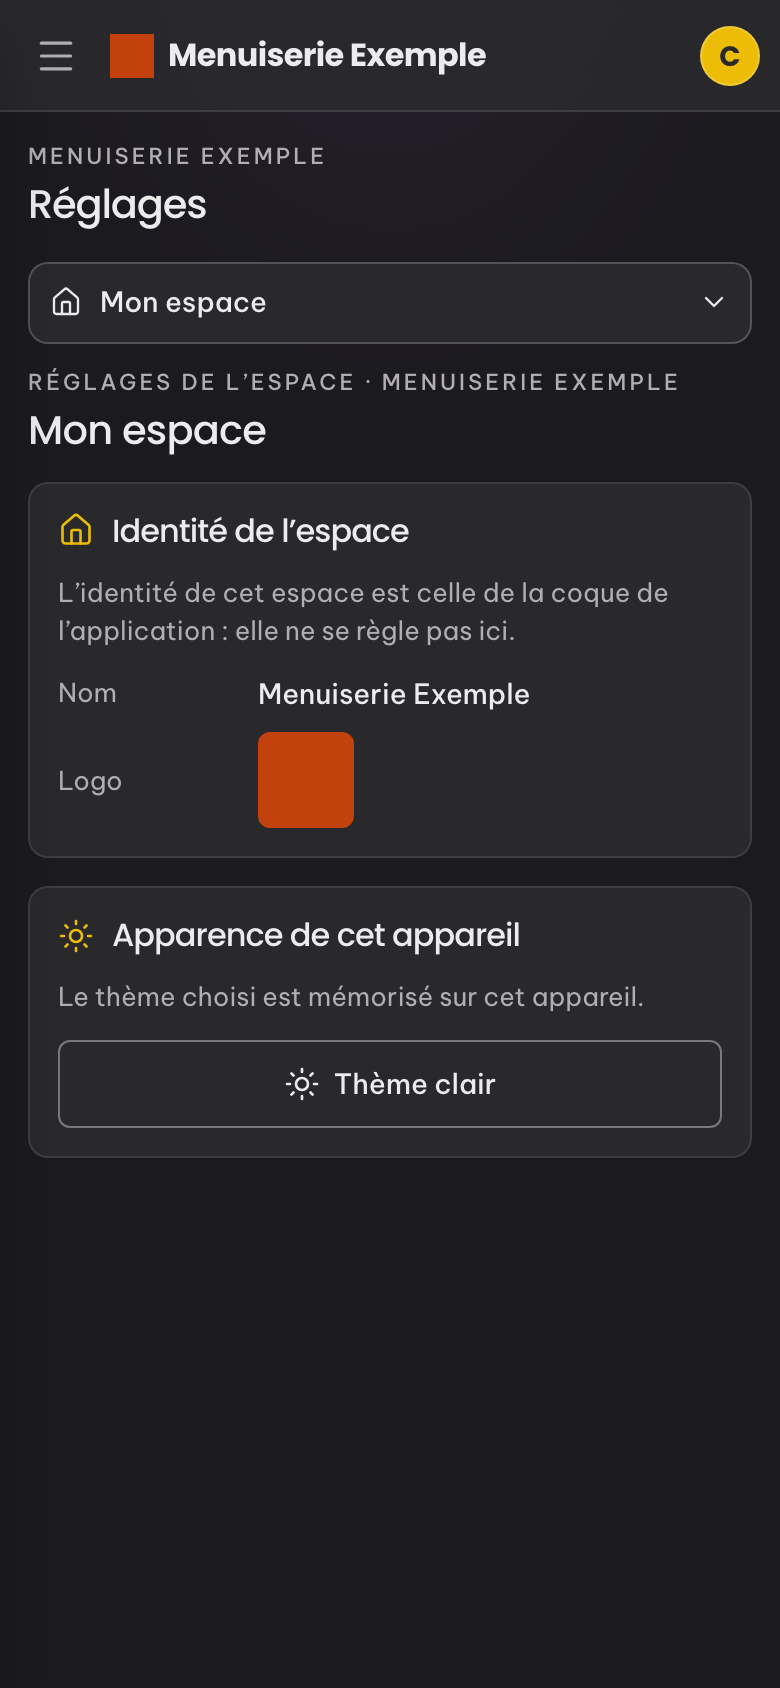 Menuiserie Exemple
C
MENUISERIE EXEMPLE
Réglages
Mon espace
RÉGLAGES DE L’ESPACE · MENUISERIE EXEMPLE
Mon espace
Identité de l’espace
L’identité de cet espace est celle de la coque de
l’application : elle ne se règle pas ici.
Nom
Menuiserie Exemple
Logo
Apparence de cet appareil
Le thème choisi est mémorisé sur cet appareil.
Thème clair